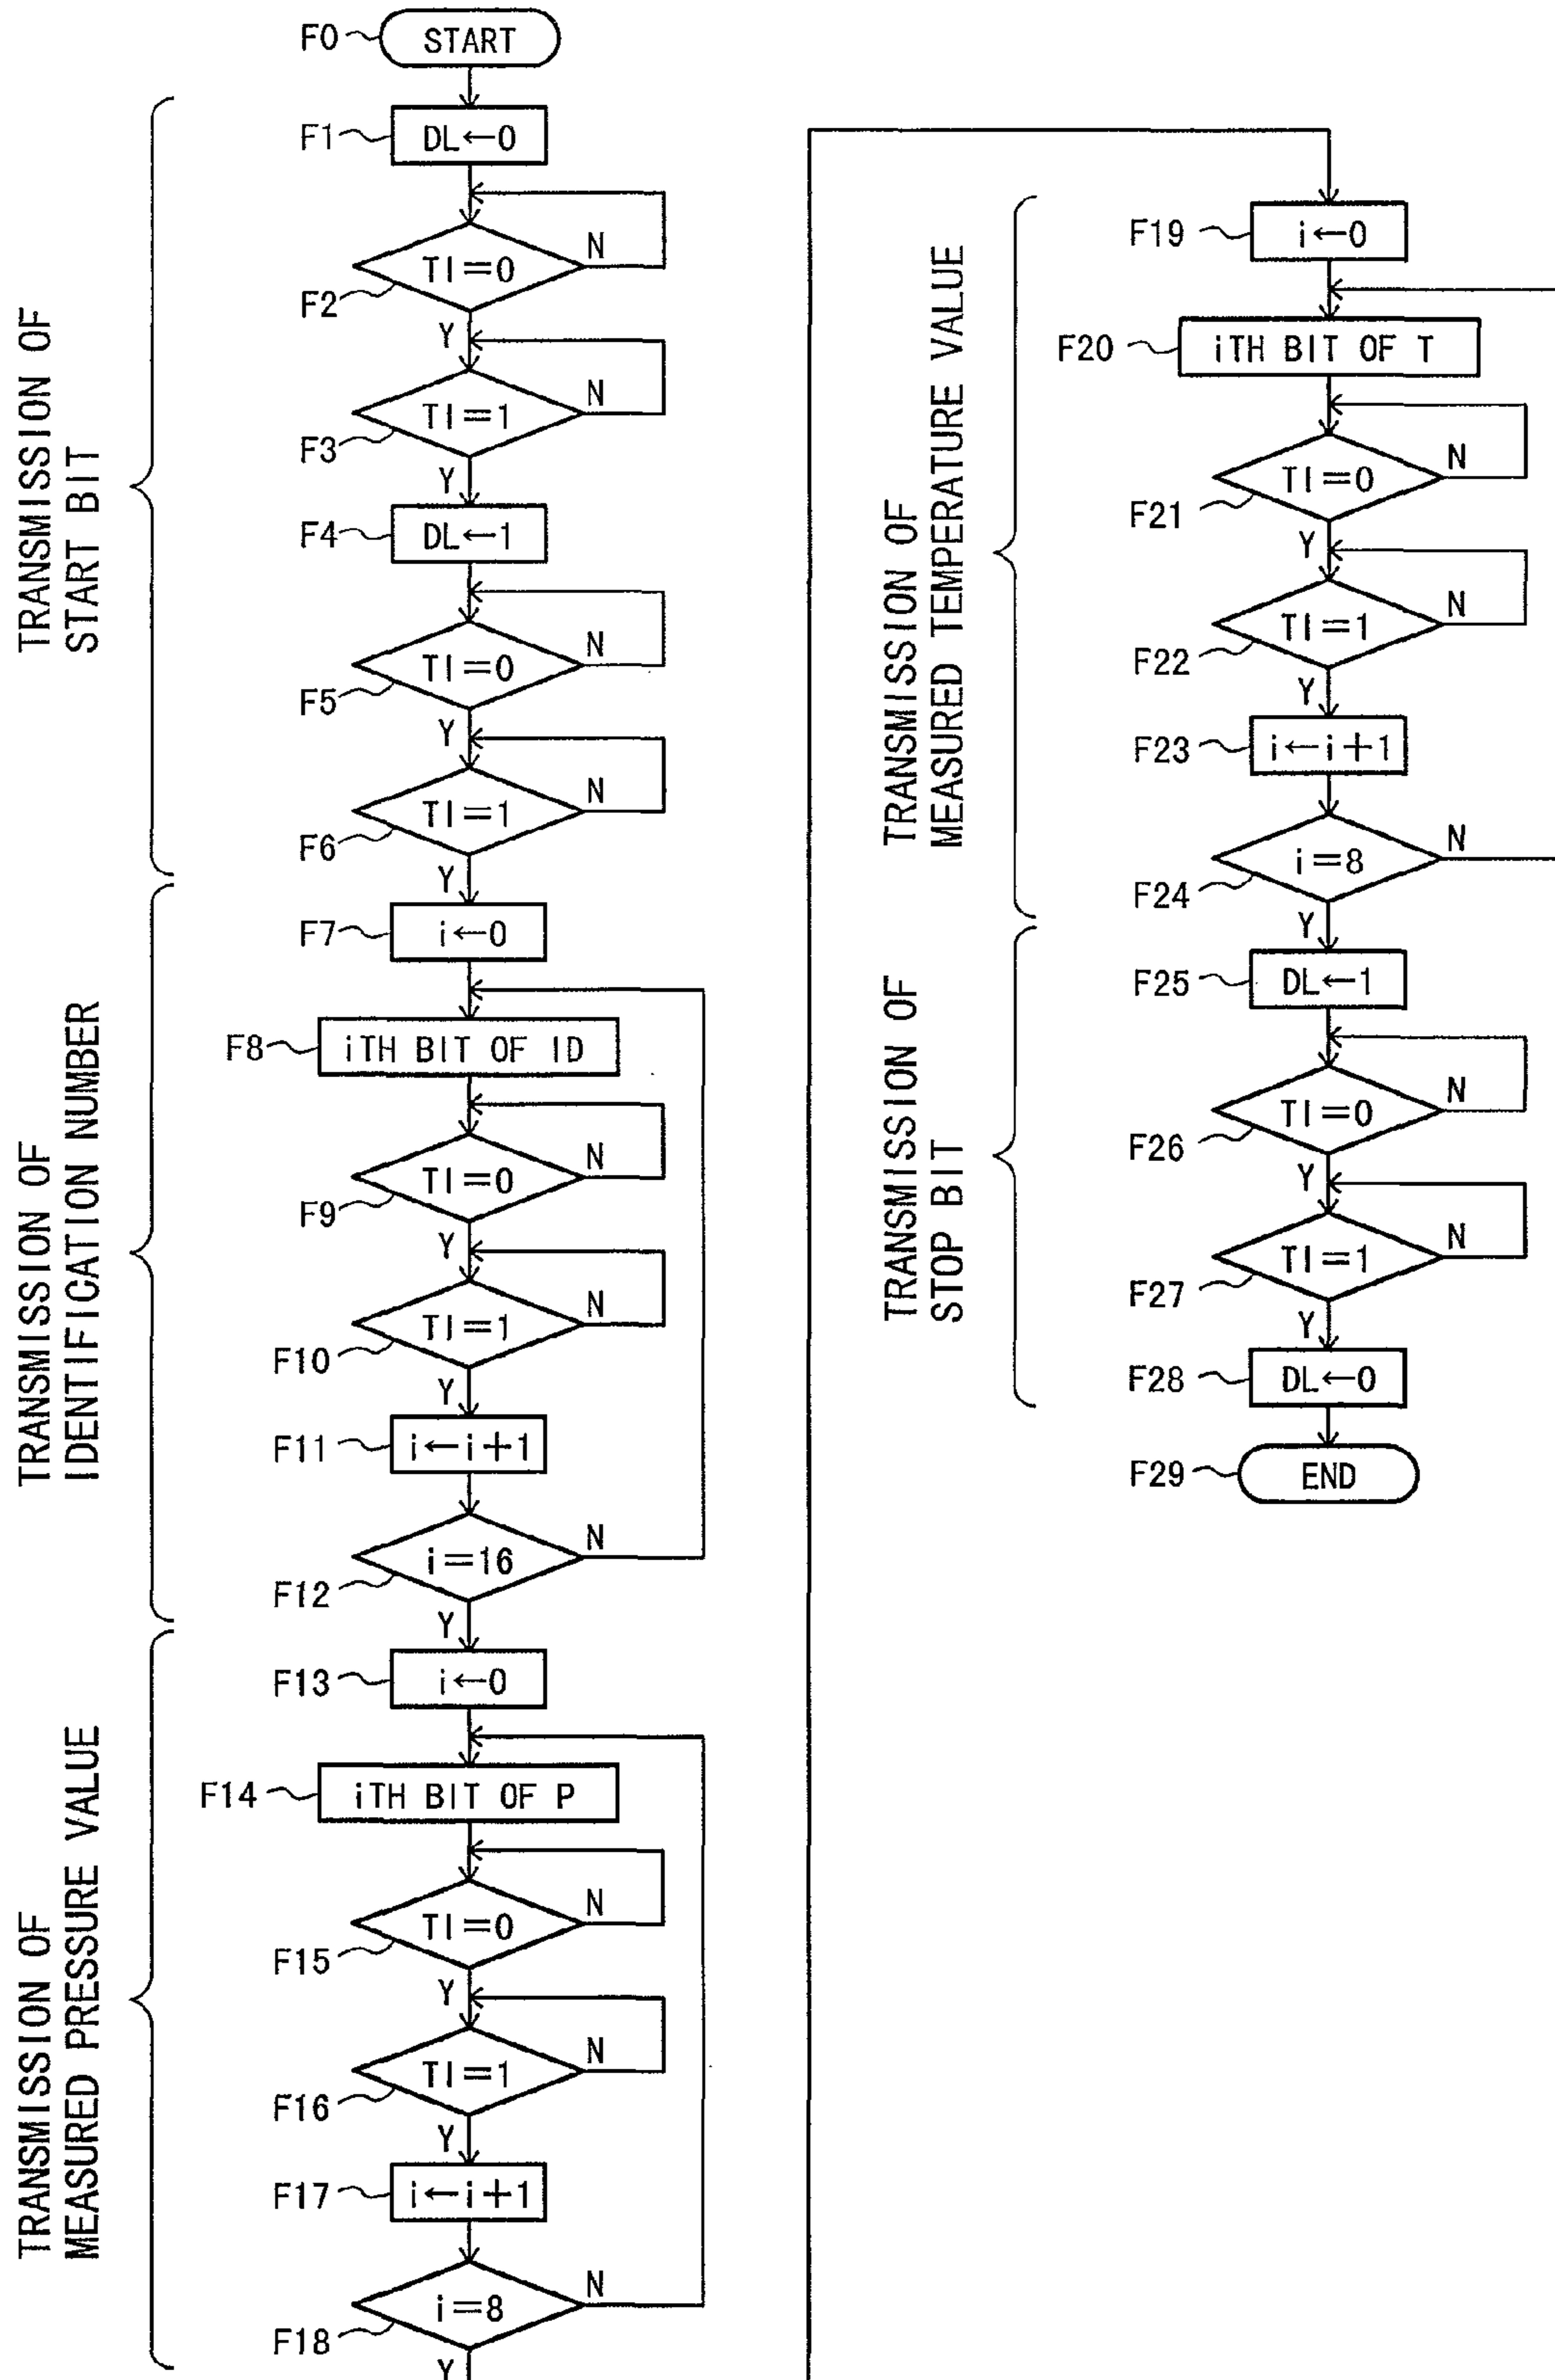 F0 START
TRANSMISSION OF
START BIT
F1 DL←0
F2 TI=0 N
Y
F3 TI=1 N
Y
F4 DL←1
F5 TI=0 N
Y
F6 TI=1 N
Y
TRANSMISSION OF
IDENTIFICATION NUMBER
F7 i←0
F8 iTH BIT OF ID
F9 TI=0 N
Y
F10 TI=1 N
Y
F11 i←i+1
F12 i=16 N
Y
TRANSMISSION OF
MEASURED PRESSURE VALUE
F13 i←0
F14 iTH BIT OF P
F15 TI=0 N
Y
F16 TI=1 N
Y
F17 i←i+1
F18 i=8 N
Y
TRANSMISSION OF
MEASURED TEMPERATURE VALUE
F19 i←0
F20 iTH BIT OF T
F21 TI=0 N
Y
F22 TI=1 N
Y
F23 i←i+1
F24 i=8 N
Y
TRANSMISSION OF
STOP BIT
F25 DL←1
F26 TI=0 N
Y
F27 TI=1 N
Y
F28 DL←0
F29 END